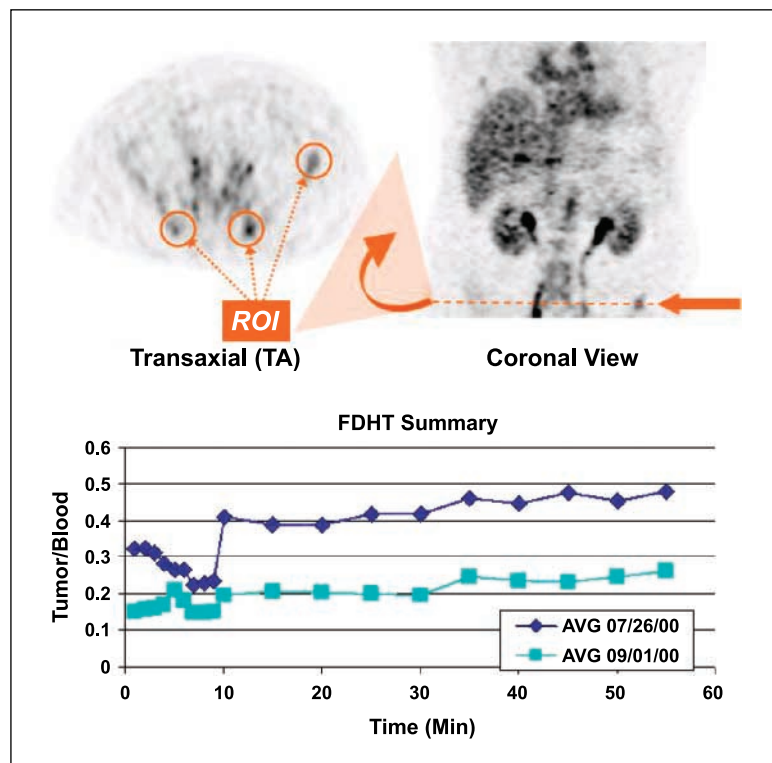 ROI
Transaxial (TA)
Coronal View
FDHT Summary
Tumor/Blood
0.6
0.5
0.4
0.3
0.2
0.1
0
AVG 07/26/00
AVG 09/01/00
0 10 20 30 40 50 60
Time (Min)